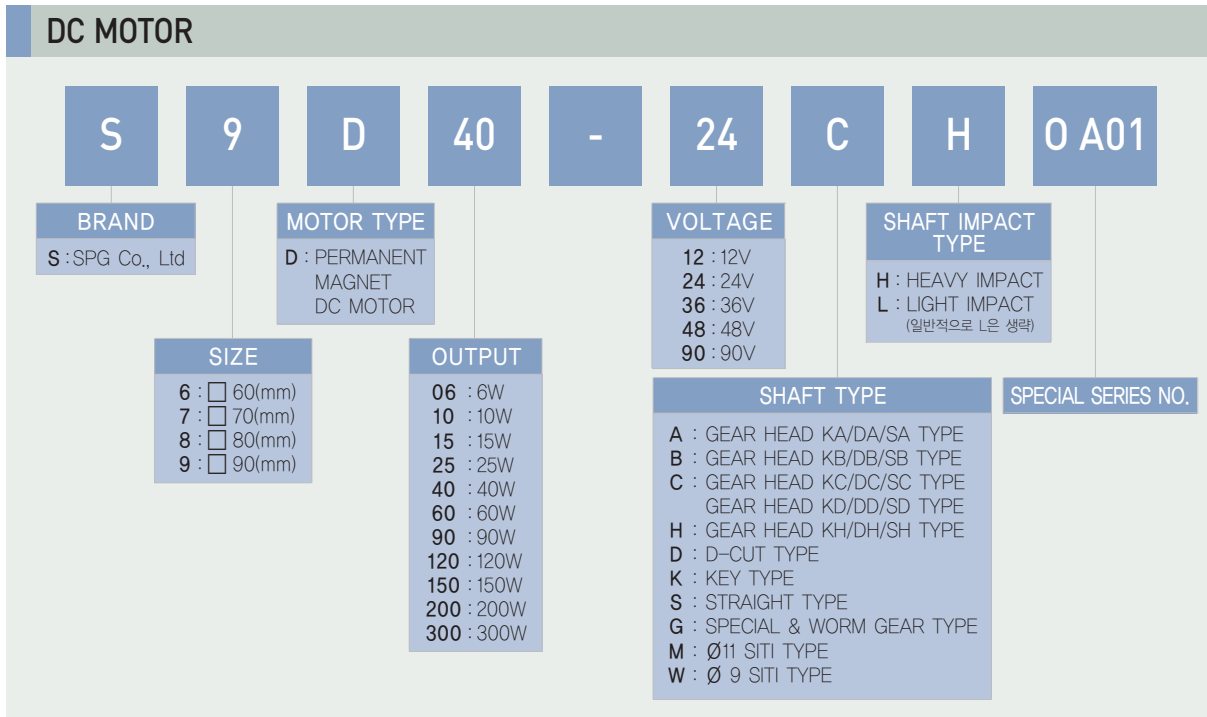 DC MOTOR
S 9 D 40 - 24 C H 0 A01
BRAND
S : SPG Co., Ltd
MOTOR TYPE
D : PERMANENT
MAGNET
DC MOTOR
VOLTAGE
12 : 12V
24 : 24V
36 : 36V
48 : 48V
90 : 90V
SHAFT IMPACT
TYPE
H : HEAVY IMPACT
L : LIGHT IMPACT
(일반적으로 L은 생략)
SIZE
6 : □ 60(mm)
7 : □ 70(mm)
8 : □ 80(mm)
9 : □ 90(mm)
OUTPUT
06 : 6W
10 : 10W
15 : 15W
25 : 25W
40 : 40W
60 : 60W
90 : 90W
120 : 120W
150 : 150W
200 : 200W
300 : 300W
SHAFT TYPE
A : GEAR HEAD KA/DA/SA TYPE
B : GEAR HEAD KB/DB/SB TYPE
C : GEAR HEAD KC/DC/SC TYPE
GEAR HEAD KD/DD/SD TYPE
H : GEAR HEAD KH/DH/SH TYPE
D : D-CUT TYPE
K : KEY TYPE
S : STRAIGHT TYPE
G : SPECIAL & WORM GEAR TYPE
M : Ø11 SITI TYPE
W : Ø 9 SITI TYPE
SPECIAL SERIES NO.